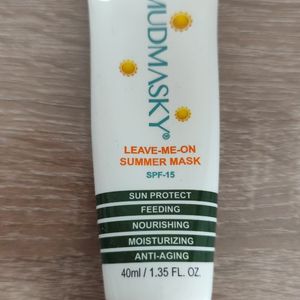 MUDMASKY®
LEAVE-ME-ON
SUMMER MASK
SPF-15
SUN PROTECT
FEEDING
NOURISHING
MOISTURIZING
ANTI-AGING
40ml / 1.35 FL. OZ.